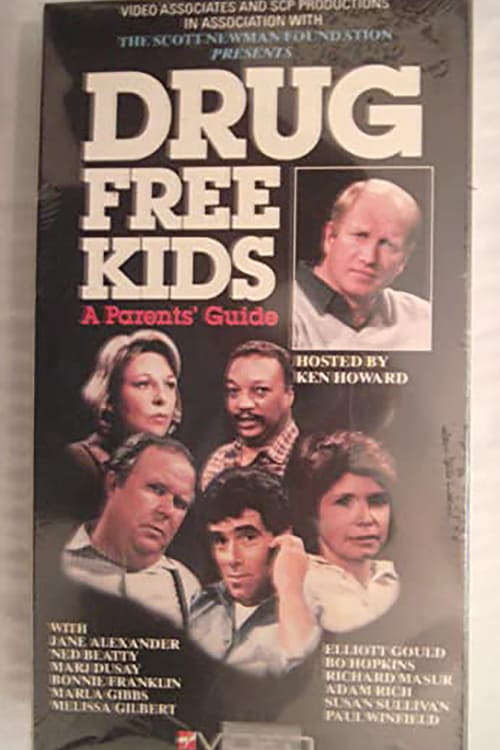 VIDEO ASSOCIATES AND SCP PRODUCTIONS
IN ASSOCIATION WITH
THE SCOTT NEWMAN FOUNDATION
PRESENTS
DRUG
FREE
KIDS
A Parents' Guide
HOSTED BY
KEN HOWARD
WITH
JANE ALEXANDER
NED BEATTY
MARJ DUSAY
BONNIE FRANKLIN
MARLA GIBBS
MELISSA GILBERT
ELLIOTT GOULD
BO HOPKINS
RICHARD MASUR
ADAM RICH
SUSAN SULLIVAN
PAUL WINFIELD